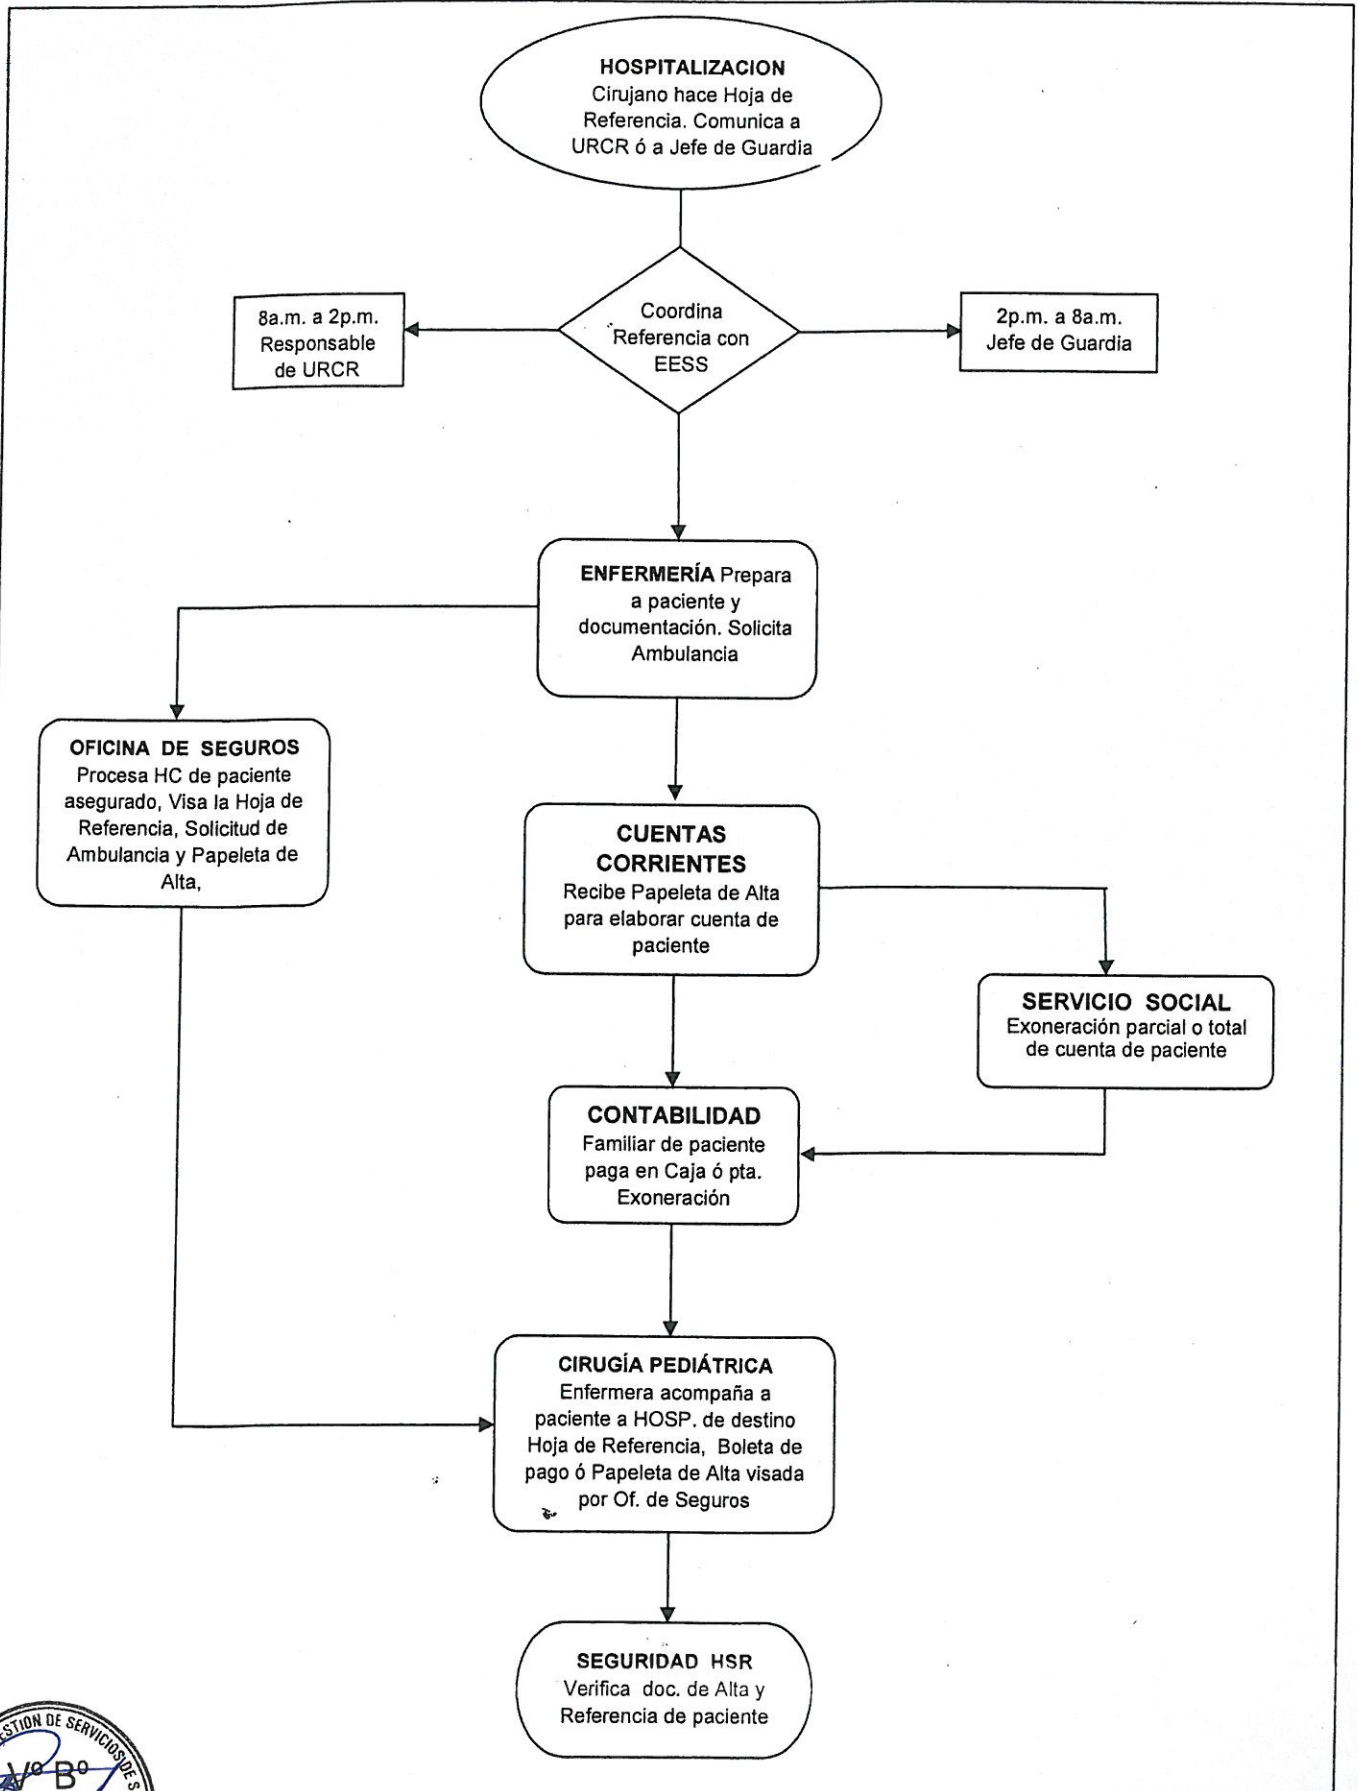 HOSPITALIZACION
Cirujano hace Hoja de
Referencia. Comunica a
URCR ó a Jefe de Guardia
Coordina
Referencia con
EESS
8a.m. a 2p.m.
Responsable
de URCR
2p.m. a 8a.m.
Jefe de Guardia
ENFERMERÍA Prepara
a paciente y
documentación. Solicita
Ambulancia
OFICINA DE SEGUROS
Procesa HC de paciente
asegurado, Visa la Hoja de
Referencia, Solicitud de
Ambulancia y Papeleta de
Alta,
CUENTAS
CORRIENTES
Recibe Papeleta de Alta
para elaborar cuenta de
paciente
SERVICIO SOCIAL
Exoneración parcial o total
de cuenta de paciente
CONTABILIDAD
Familiar de paciente
paga en Caja ó pta.
Exoneración
CIRUGÍA PEDIÁTRICA
Enfermera acompaña a
paciente a HOSP. de destino
Hoja de Referencia, Boleta de
pago ó Papeleta de Alta visada
por Of. de Seguros
SEGURIDAD HSR
Verifica doc. de Alta y
Referencia de paciente
DE SERVICIOS DE
Vº Bº